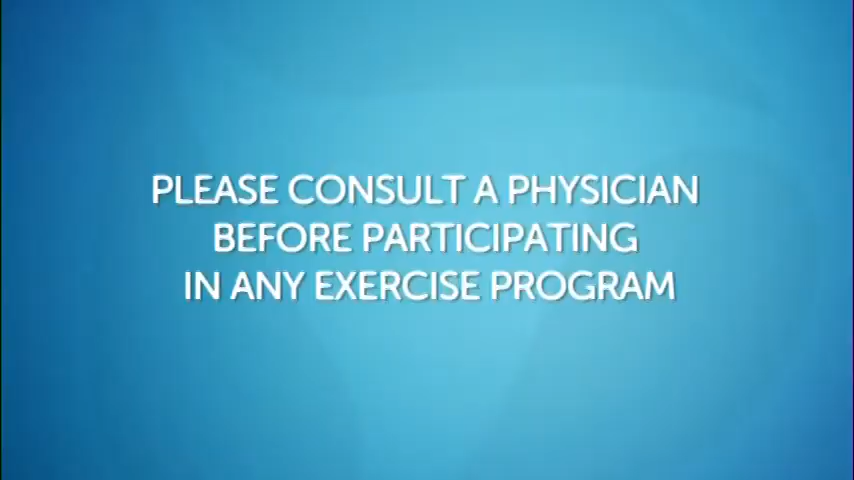 PLEASE CONSULT A PHYSICIAN
BEFORE PARTICIPATING
IN ANY EXERCISE PROGRAM